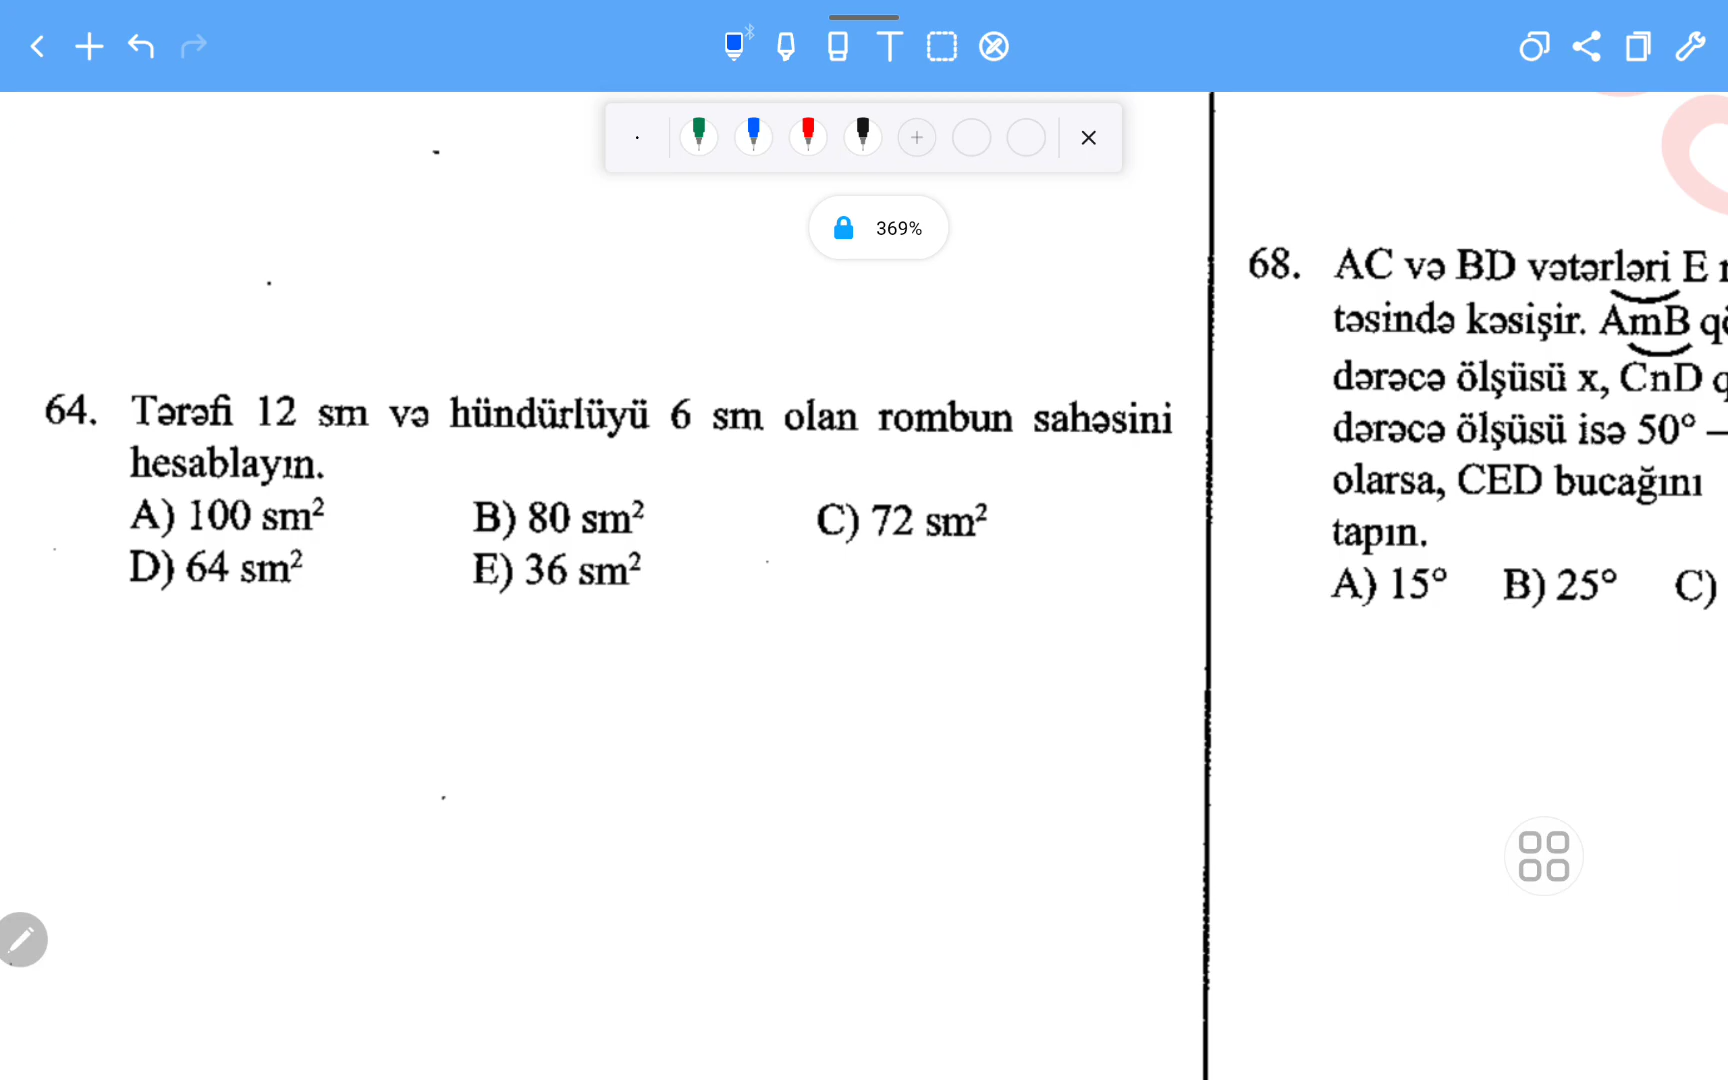 369%
64. Tərəfi 12 sm və hündürlüyü 6 sm olan rombun sahəsini
hesablayın.
A) 100 sm² B) 80 sm² C) 72 sm²
D) 64 sm² E) 36 sm²
68. AC və BD vətərləri E
təsində kəsişir. AmB
dərəcə ölşüsü x, CnD
dərəcə ölşüsü isə 50° –
olarsa, CED bucağını
tapın.
A) 15° B) 25° C)